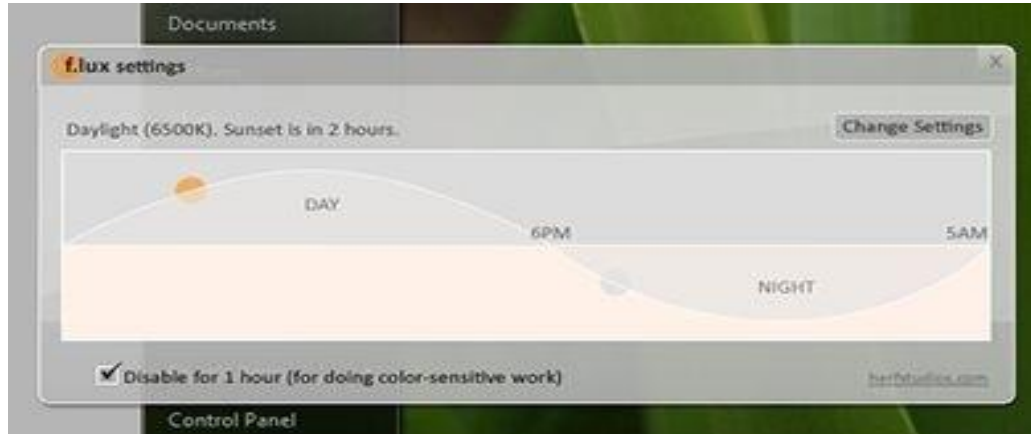 Documents
f.lux settings
Daylight (6500K). Sunset is in 2 hours.
Change Settings
DAY
6PM
5AM
NIGHT
Disable for 1 hour (for doing color-sensitive work)
herfstudios.com
Control Panel